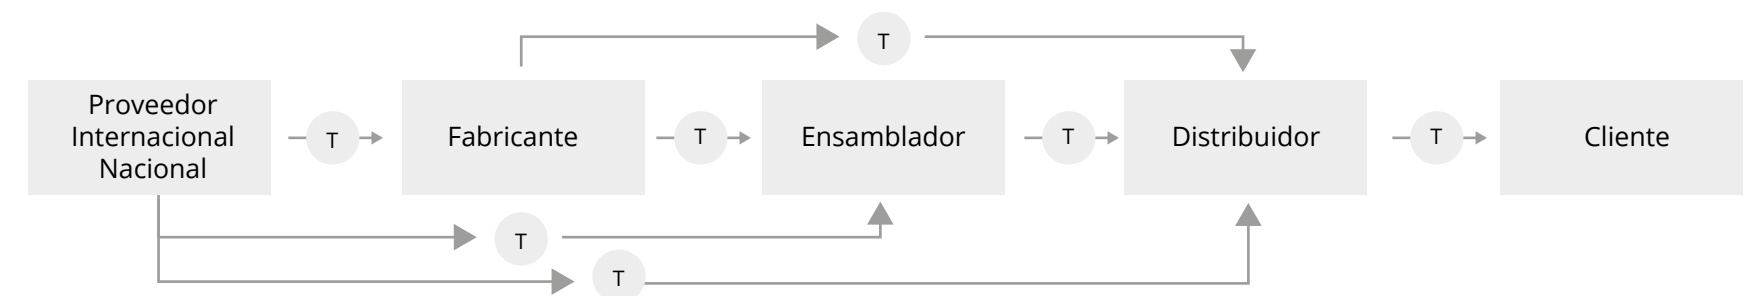 T
Proveedor
Internacional
Nacional
T
Fabricante
T
Ensamblador
T
Distribuidor
T
Cliente
T
T